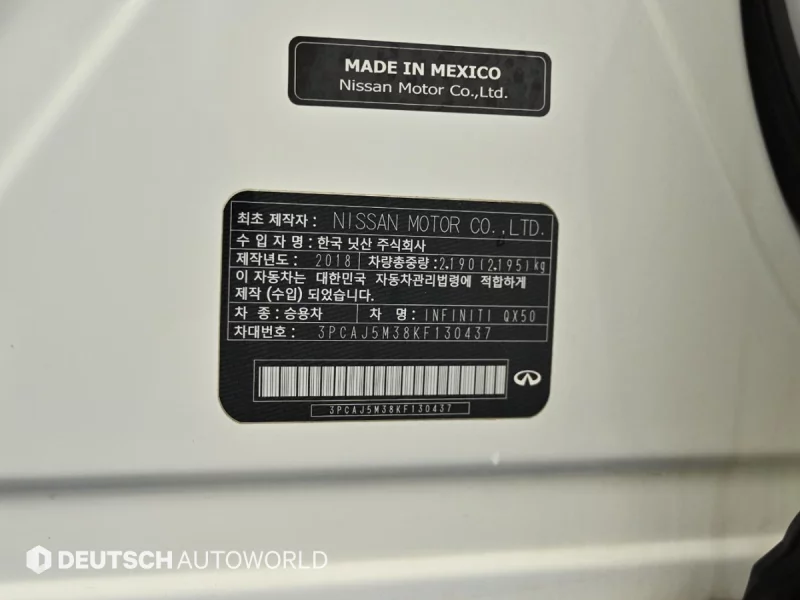 MADE IN MEXICO
Nissan Motor Co.,Ltd.
최초 제작자 : NISSAN MOTOR CO.,LTD.
수 입 자 명 : 한국 닛산 주식회사
제작년도 : 2018 차량총중량 : 2,190(2,195)kg
이 자동차는 대한민국 자동차관리법령에 적합하게
제작 (수입) 되었습니다.
차 종 : 승용차 차 명 : INFINITI QX50
차대번호 : 3PCAJ5M38KF130437
3PCAJ5M38KF130437
DEUTSCH AUTOWORLD